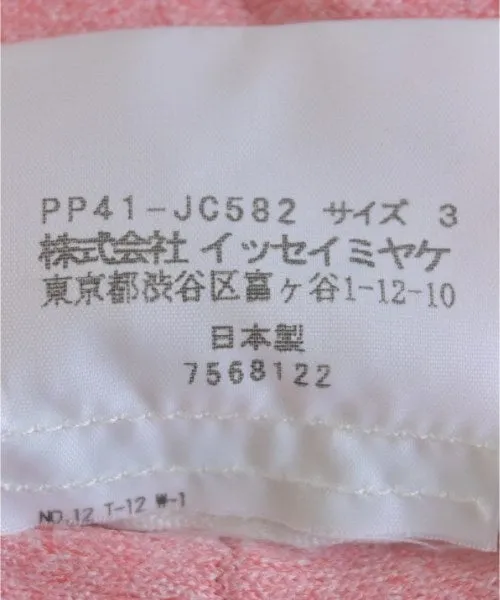 PP41-JC582 サイズ 3
株式会社 イッセイミヤケ
東京都渋谷区富ヶ谷1-12-10
日本製
7568122
NO.12 T-12 W-1